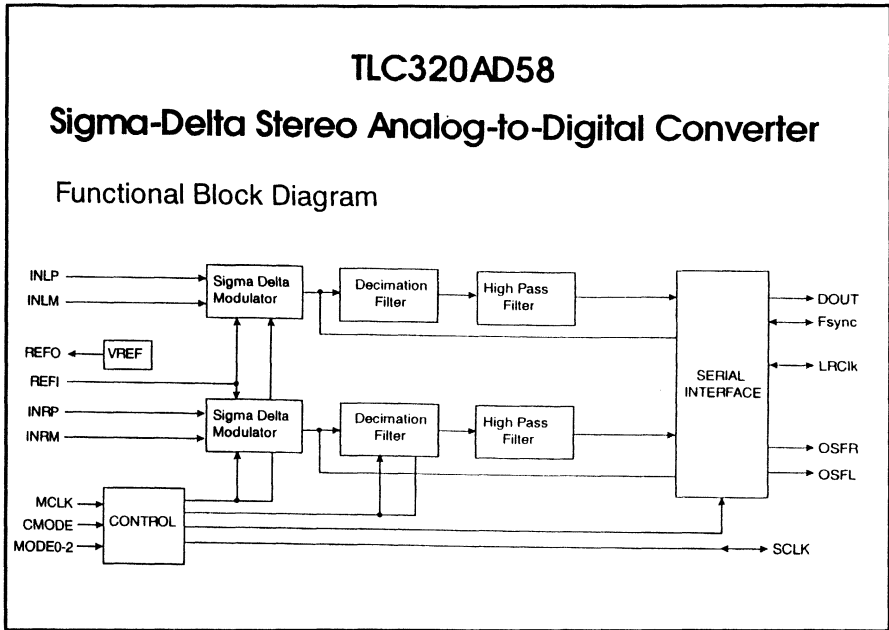 TLC320AD58
Sigma-Delta Stereo Analog-to-Digital Converter
Functional Block Diagram
INLP
INLM
REFO
VREF
REFI
INRP
INRM
MCLK
CMODE
MODE0-2
CONTROL
Sigma Delta
Modulator
Decimation
Filter
High Pass
Filter
Sigma Delta
Modulator
Decimation
Filter
High Pass
Filter
SERIAL
INTERFACE
DOUT
Fsync
LRClk
OSFR
OSFL
SCLK